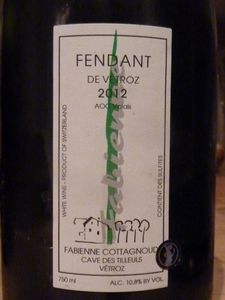 FENDANT
DE VÉTROZ
2012
AOC Valais
Fabienne
WHITE WINE - PRODUCT OF SWITZERLAND
CONTENT DES SULFITES
FABIENNE COTTAGNOUD
CAVE DES TILLEULS
VÉTROZ
750 ml
ALC. 10,8% BY VOL.